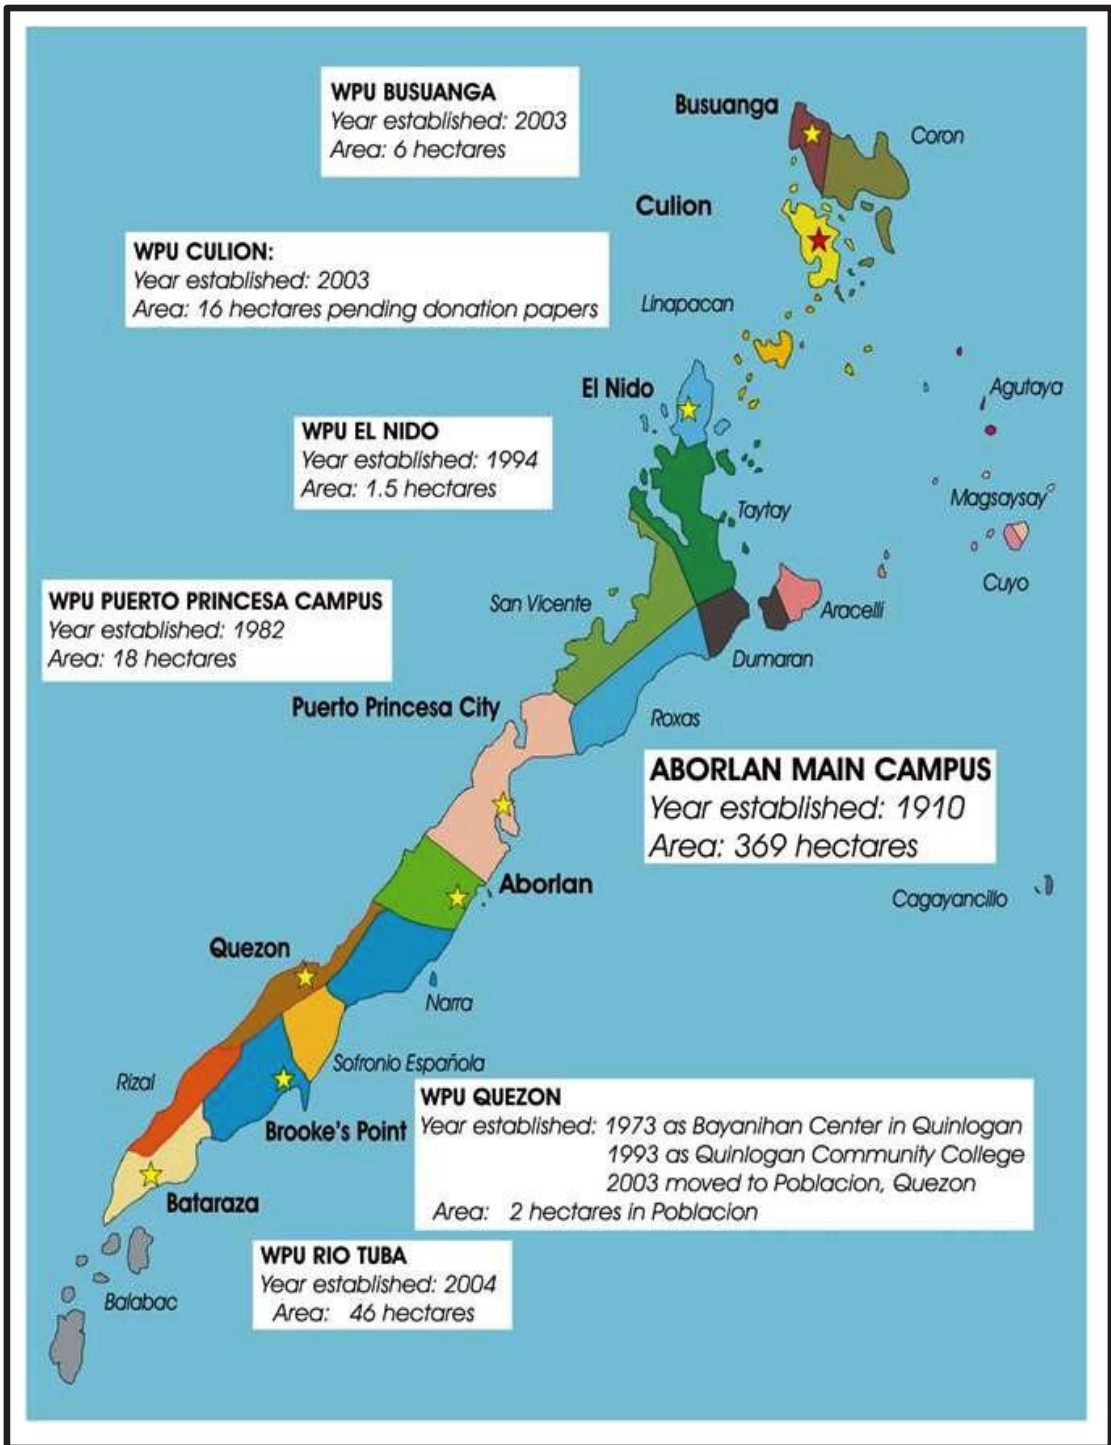 WPU BUSUANGA
Year established: 2003
Area: 6 hectares
Busuanga
Coron
Culion
WPU CULION:
Year established: 2003
Area: 16 hectares pending donation papers
Linapacan
El Nido
Agutaya
WPU EL NIDO
Year established: 1994
Area: 1.5 hectares
Magsaysay
Taytay
Cuyo
WPU PUERTO PRINCESA CAMPUS
Year established: 1982
Area: 18 hectares
San Vicente
Aracelli
Dumaran
Puerto Princesa City
Roxas
ABORLAN MAIN CAMPUS
Year established: 1910
Area: 369 hectares
Aborlan
Cagayancillo
Quezon
Narra
Sofronio Española
Rizal
WPU QUEZON
Year established: 1973 as Bayanihan Center in Quinlogan
1993 as Quinlogan Community College
2003 moved to Poblacion, Quezon
Area: 2 hectares in Poblacion
Brooke's Point
Bataraza
WPU RIO TUBA
Year established: 2004
Area: 46 hectares
Balabac